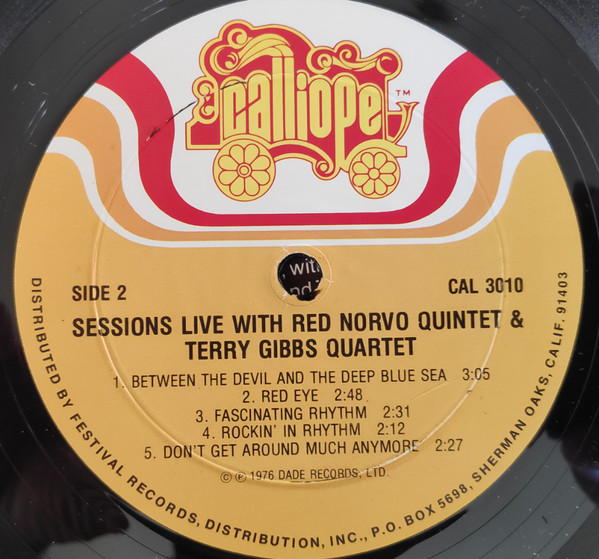 calliope™
, with
nd
SIDE 2
CAL 3010
SESSIONS LIVE WITH RED NORVO QUINTET &
TERRY GIBBS QUARTET
1. BETWEEN THE DEVIL AND THE DEEP BLUE SEA 3:05
2. RED EYE 2:48
3. FASCINATING RHYTHM 2:31
4. ROCKIN' IN RHYTHM 2:12
5. DON'T GET AROUND MUCH ANYMORE 2:27
© ℗ 1976 DADE RECORDS, LTD.
DISTRIBUTED BY FESTIVAL RECORDS, DISTRIBUTION, INC., P.O. BOX 5698, SHERMAN OAKS, CALIF. 91403